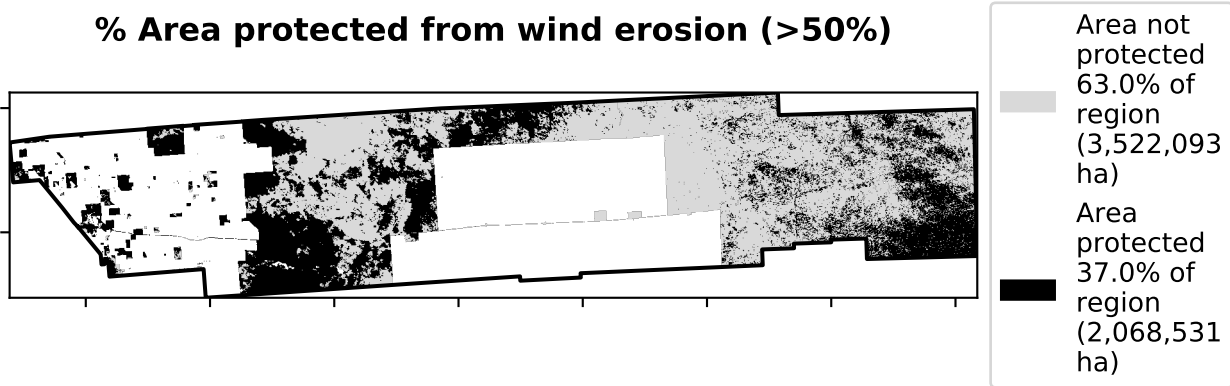 % Area protected from wind erosion (>50%)
Area not
protected
63.0% of
region
(3,522,093
ha)
Area
protected
37.0% of
region
(2,068,531
ha)